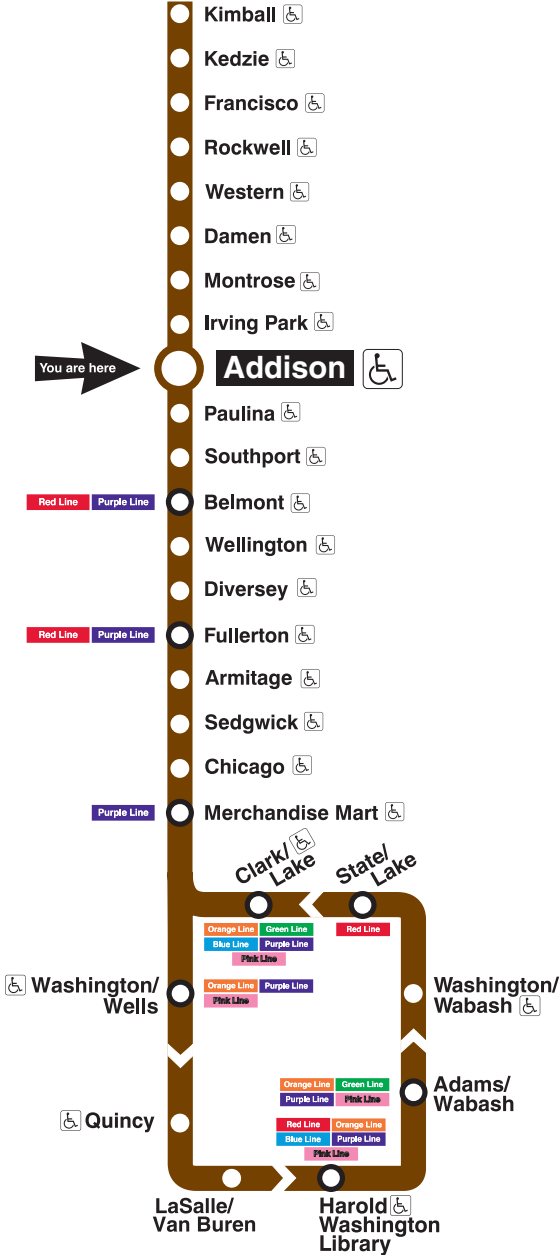 Kimball
Kedzie
Francisco
Rockwell
Western
Damen
Montrose
Irving Park
You are here
Addison
Paulina
Southport
Red Line Purple Line
Belmont
Wellington
Diversey
Red Line Purple Line
Fullerton
Armitage
Sedgwick
Chicago
Purple Line
Merchandise Mart
Clark/
Lake
State/
Lake
Orange Line Green Line
Blue Line Purple Line
Pink Line
Red Line
Washington/
Wells
Orange Line Purple Line
Pink Line
Washington/
Wabash
Orange Line Green Line
Purple Line Pink Line
Adams/
Wabash
Quincy
Red Line Orange Line
Blue Line Purple Line
Pink Line
LaSalle/
Van Buren
Harold
Washington
Library